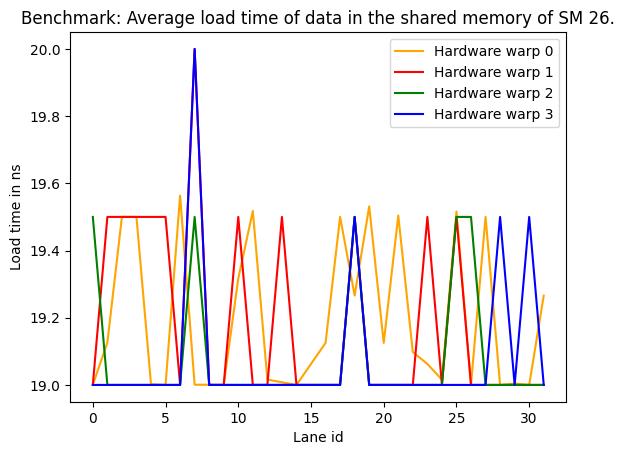 Benchmark: Average load time of data in the shared memory of SM 26.
Hardware warp 0
Hardware warp 1
Hardware warp 2
Hardware warp 3
Load time in ns
20.0
19.8
19.6
19.4
19.2
19.0
0 5 10 15 20 25 30
Lane id